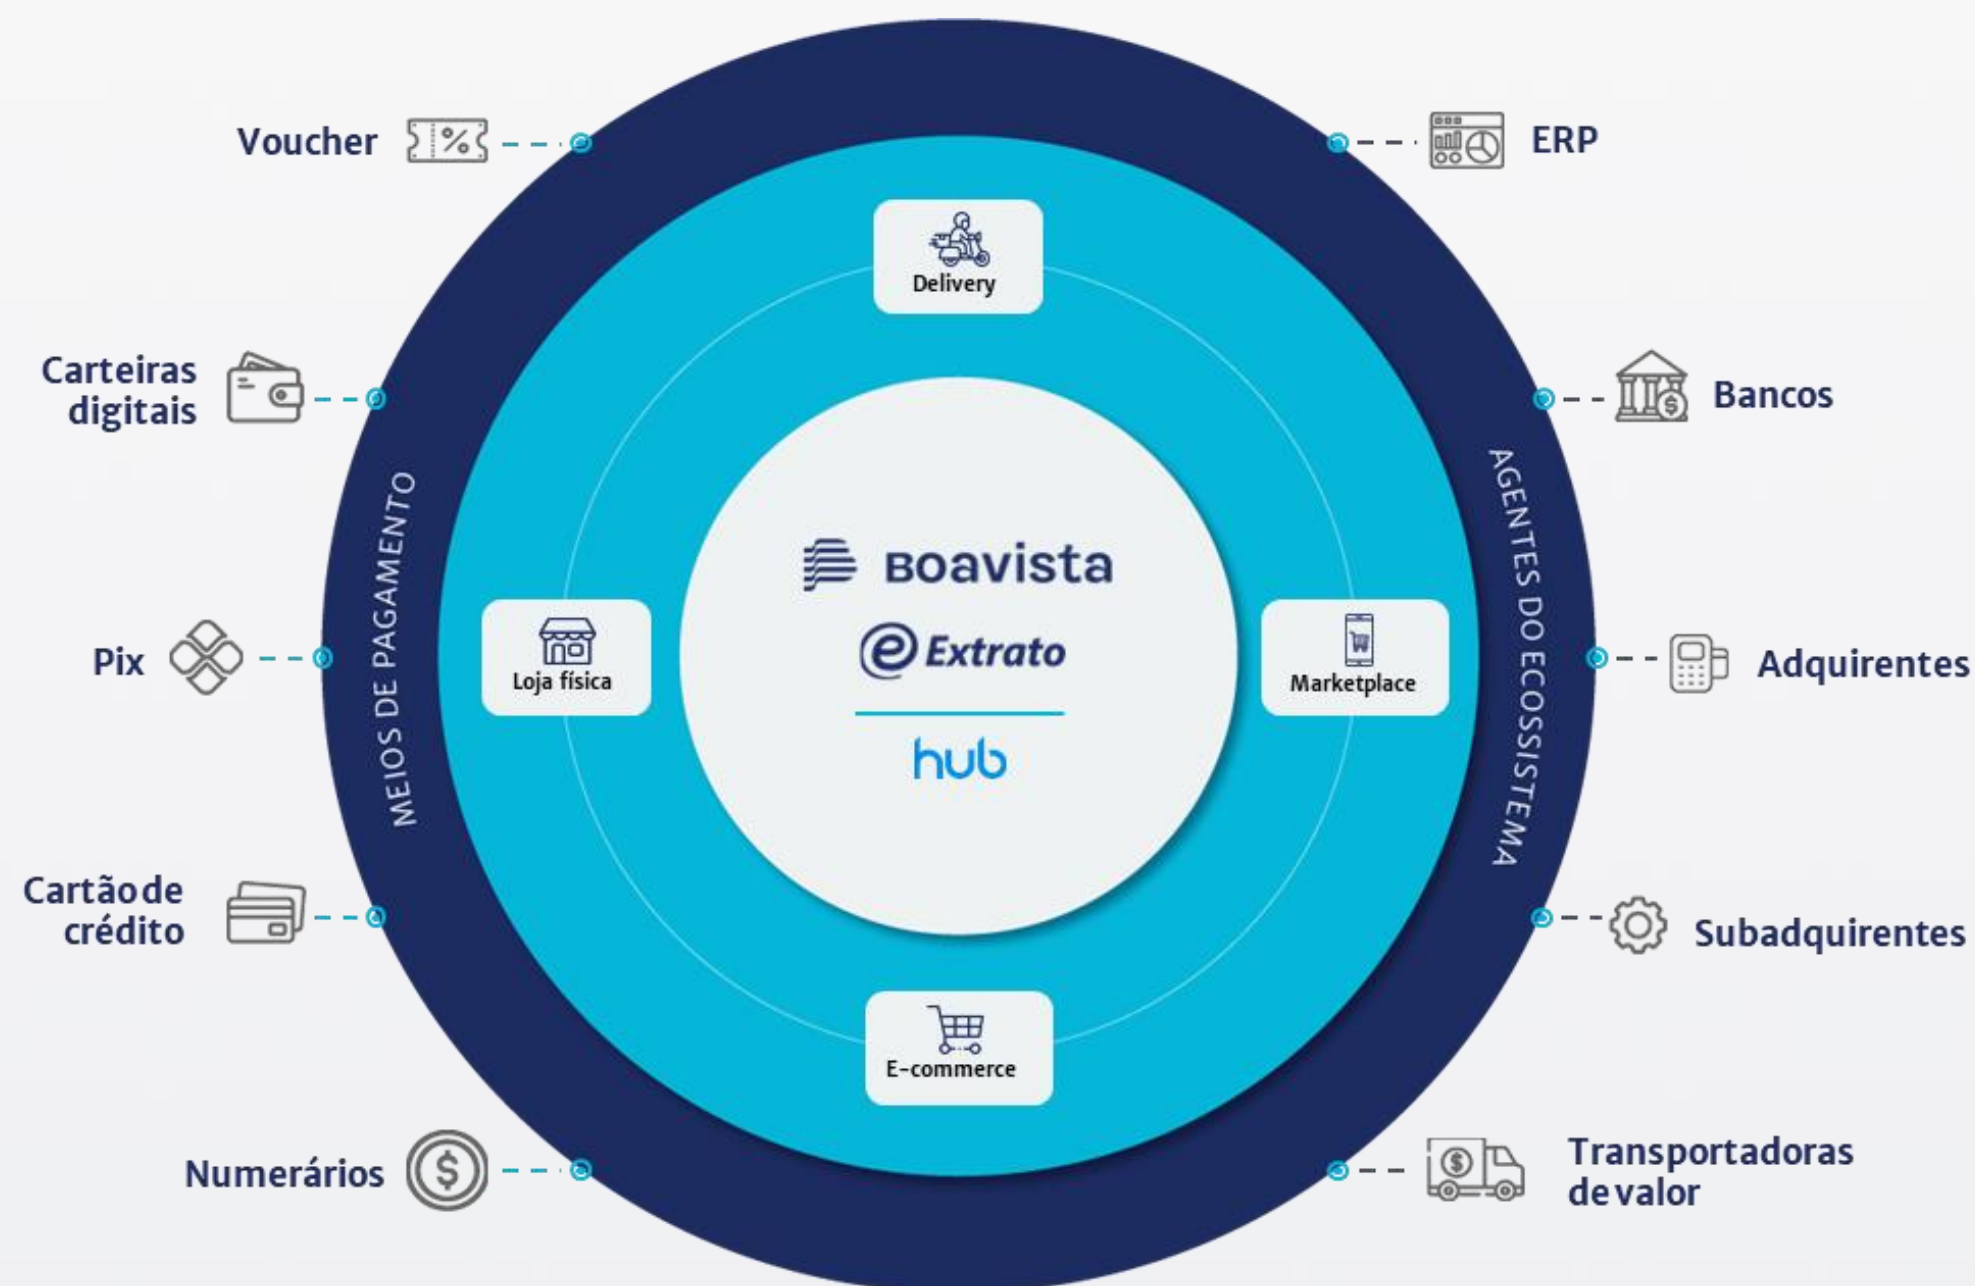 Voucher
ERP
Delivery
Carteiras
digitais
Bancos
MEIOS DE PAGAMENTO
AGENTES DO ECOSSISTEMA
BOAVISTA
e Extrato
hub
Pix
Loja física
Marketplace
Adquirentes
Cartão de
crédito
Subadquirentes
E-commerce
Numerários
Transportadoras
de valor